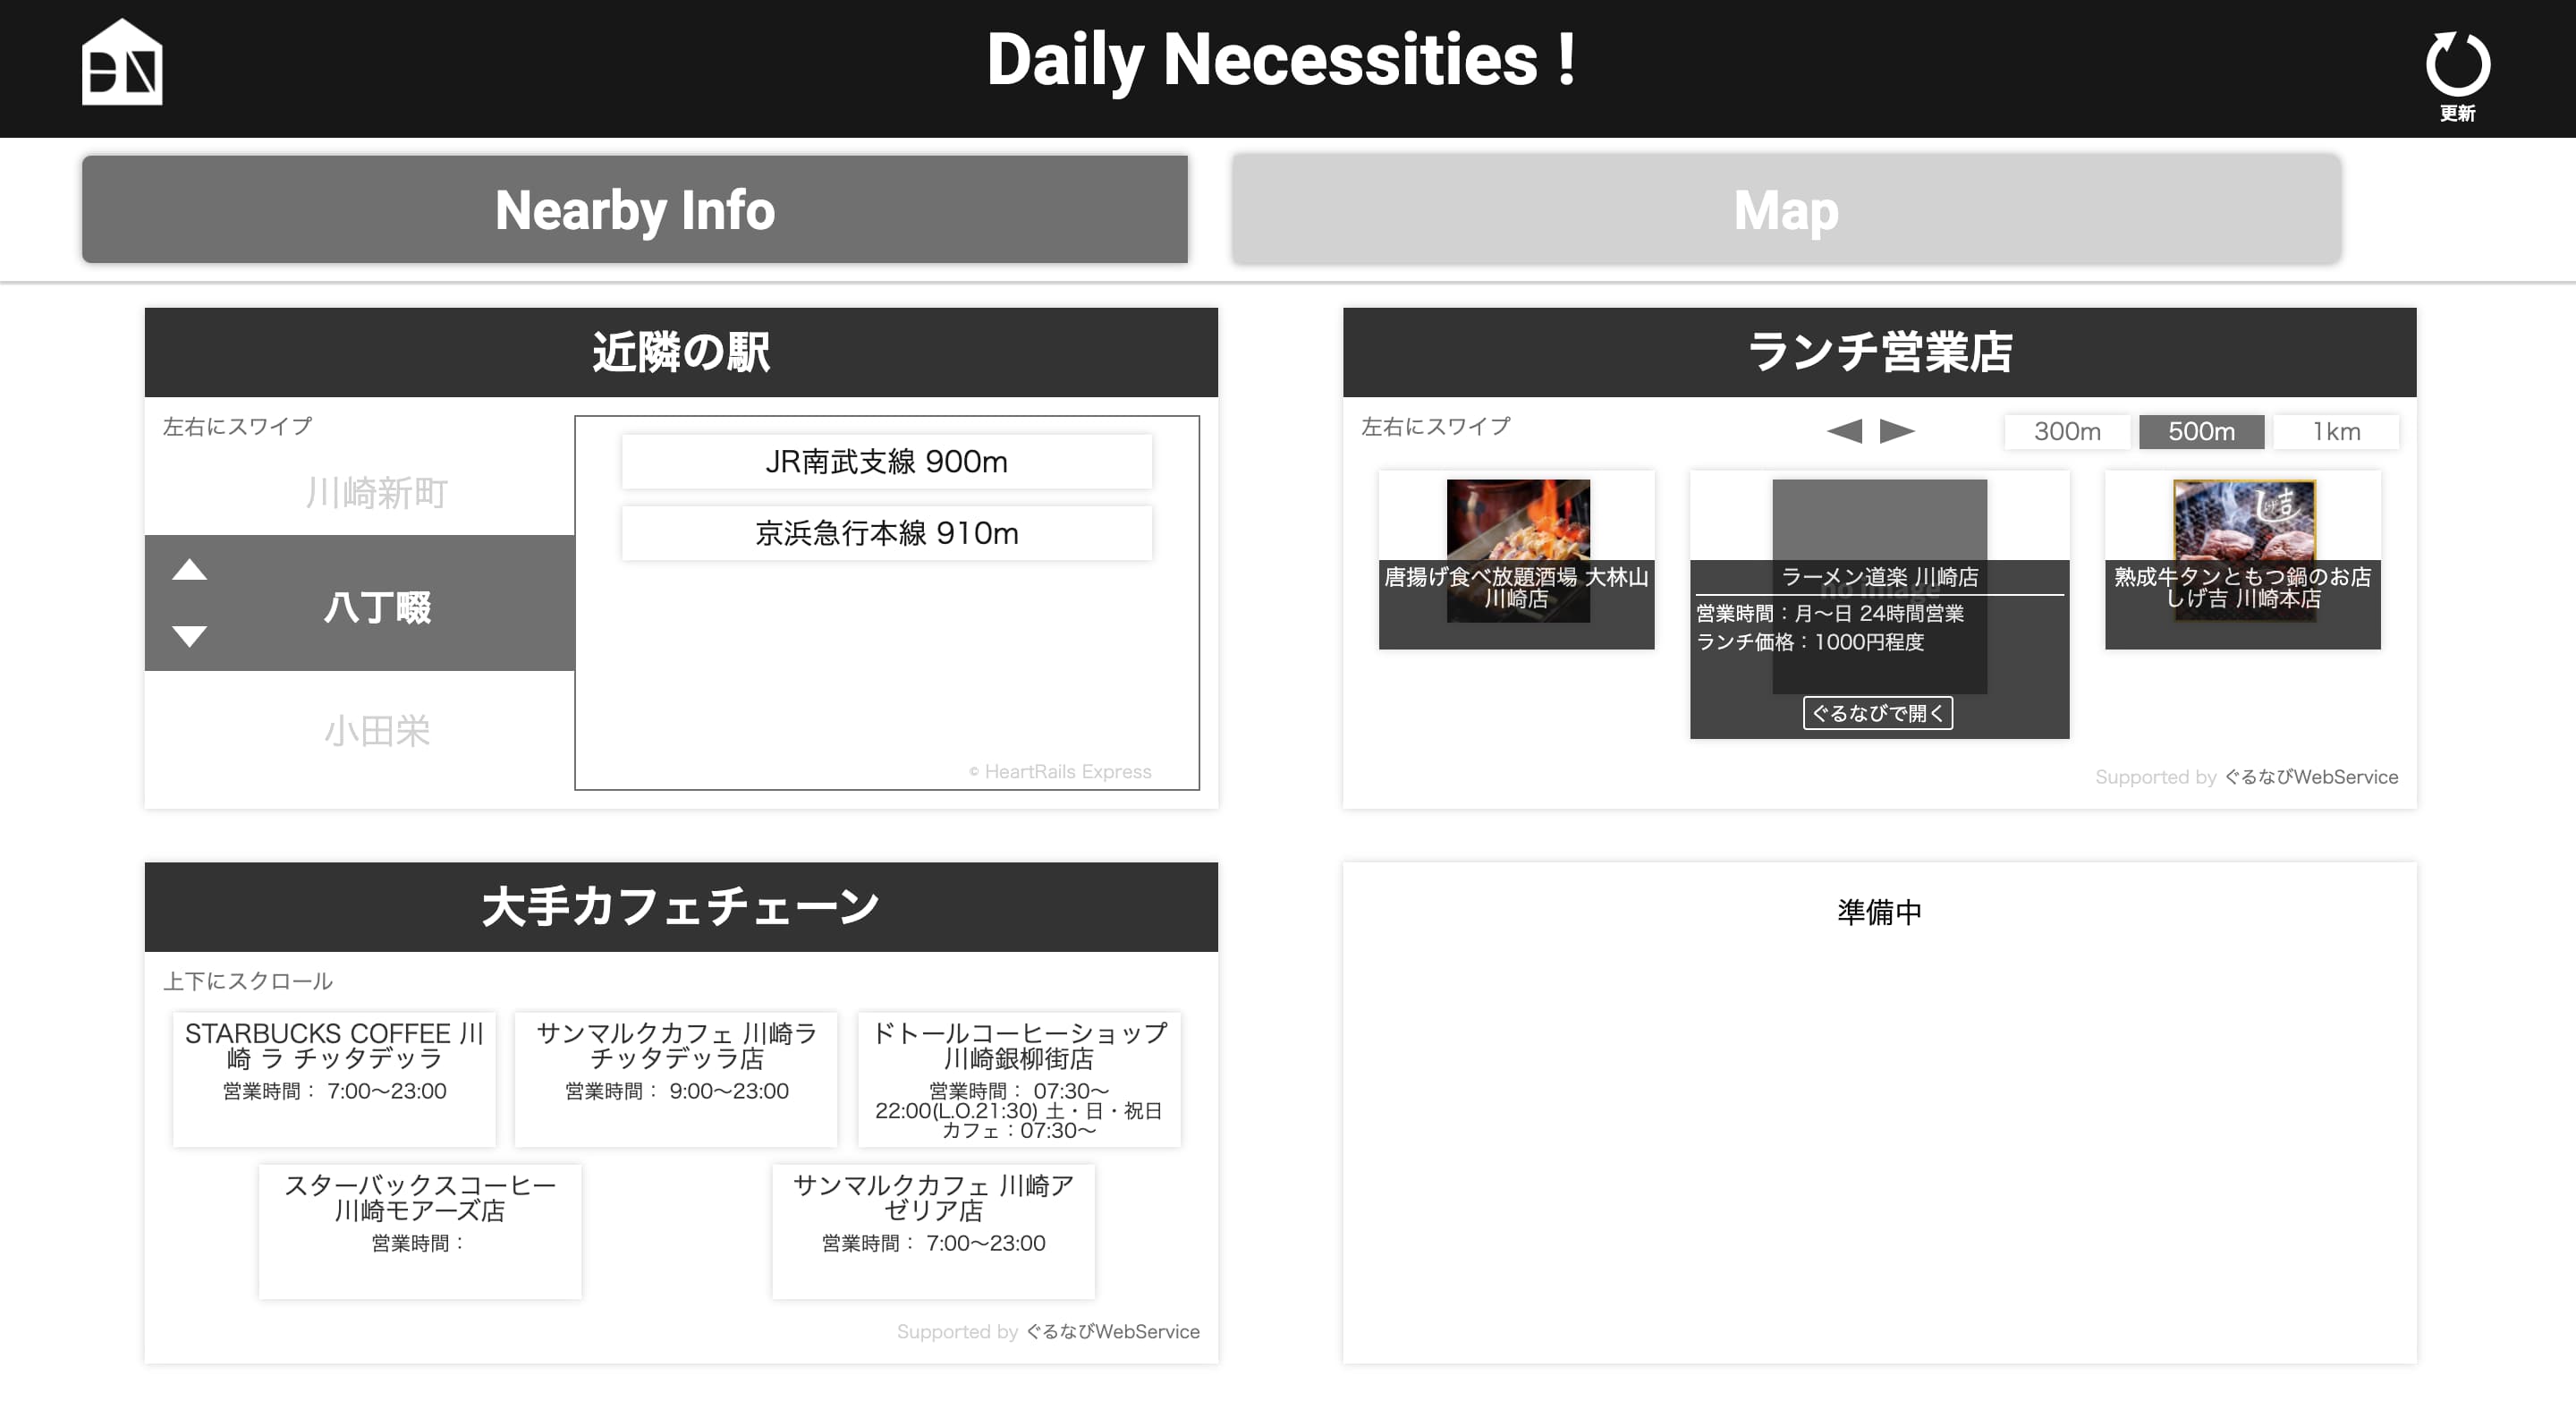 DN
Daily Necessities !
更新
Nearby Info
Map
近隣の駅
左右にスワイプ
川崎新町
八丁畷
小田栄
JR南武支線 900m
京浜急行本線 910m
© HeartRails Express
ランチ営業店
左右にスワイプ
300m
500m
1km
唐揚げ食べ放題酒場 大林山
川崎店
ラーメン道楽 川崎店
no image
営業時間：月〜日 24時間営業
ランチ価格：1000円程度
ぐるなびで開く
しげ吉
熟成牛タンともつ鍋のお店
しげ吉 川崎本店
Supported by ぐるなびWebService
大手カフェチェーン
上下にスクロール
STARBUCKS COFFEE 川
崎 ラ チッタデッラ
営業時間： 7:00〜23:00
サンマルクカフェ 川崎ラ
チッタデッラ店
営業時間： 9:00〜23:00
ドトールコーヒーショップ
川崎銀柳街店
営業時間： 07:30〜
22:00(L.O.21:30) 土・日・祝日
カフェ：07:30〜
スターバックスコーヒー
川崎モアーズ店
営業時間：
サンマルクカフェ 川崎ア
ゼリア店
営業時間： 7:00〜23:00
Supported by ぐるなびWebService
準備中